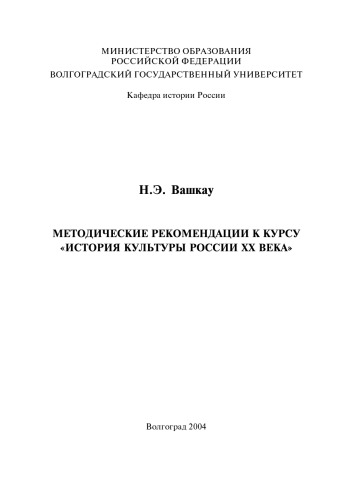 МИНИСТЕРСТВО ОБРАЗОВАНИЯ
РОССИЙСКОЙ ФЕДЕРАЦИИ
ВОЛГОГРАДСКИЙ ГОСУДАРСТВЕННЫЙ УНИВЕРСИТЕТ
Кафедра истории России
Н.Э. Вашкау
МЕТОДИЧЕСКИЕ РЕКОМЕНДАЦИИ К КУРСУ
«ИСТОРИЯ КУЛЬТУРЫ РОССИИ ХХ ВЕКА»
Волгоград 2004